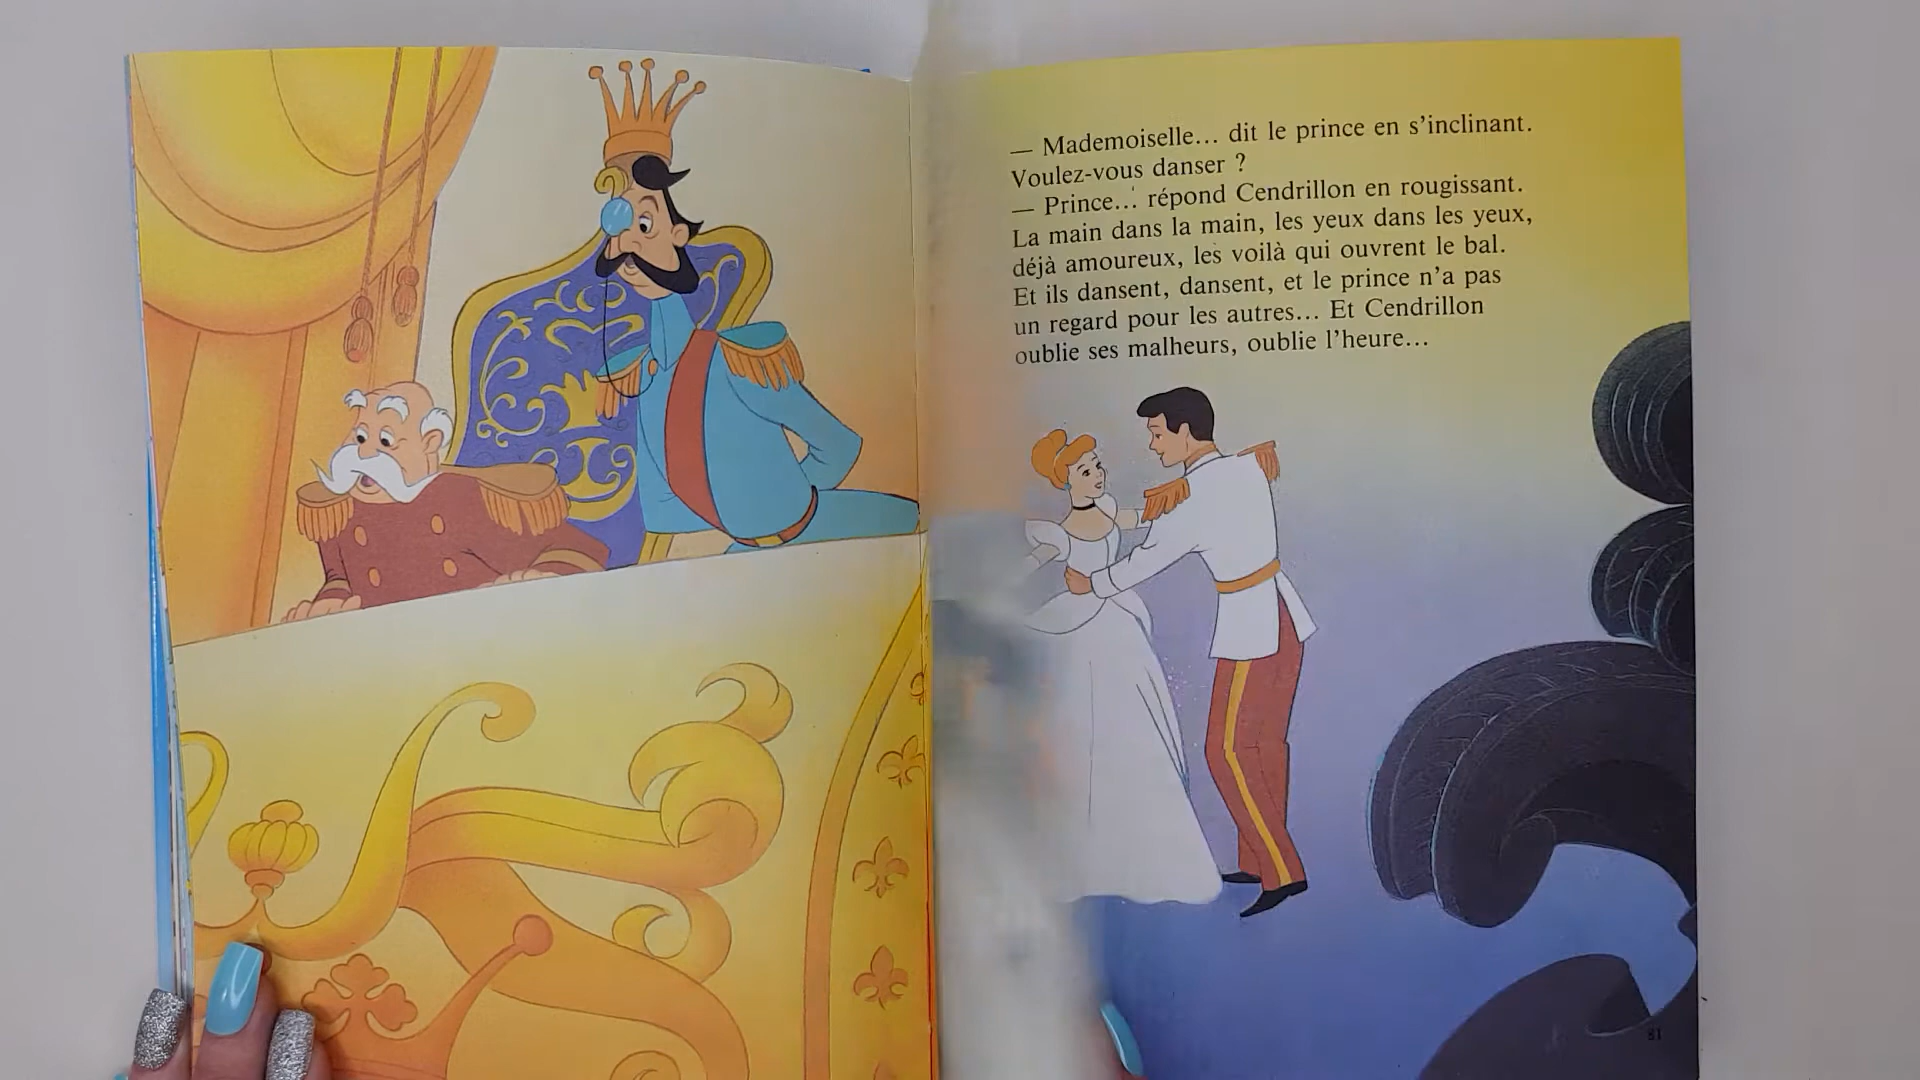 — Mademoiselle... dit le prince en s'inclinant.
Voulez-vous danser ?
— Prince... répond Cendrillon en rougissant.
La main dans la main, les yeux dans les yeux,
déjà amoureux, les voilà qui ouvrent le bal.
Et ils dansent, dansent, et le prince n'a pas
un regard pour les autres... Et Cendrillon
oublie ses malheurs, oublie l'heure...
81